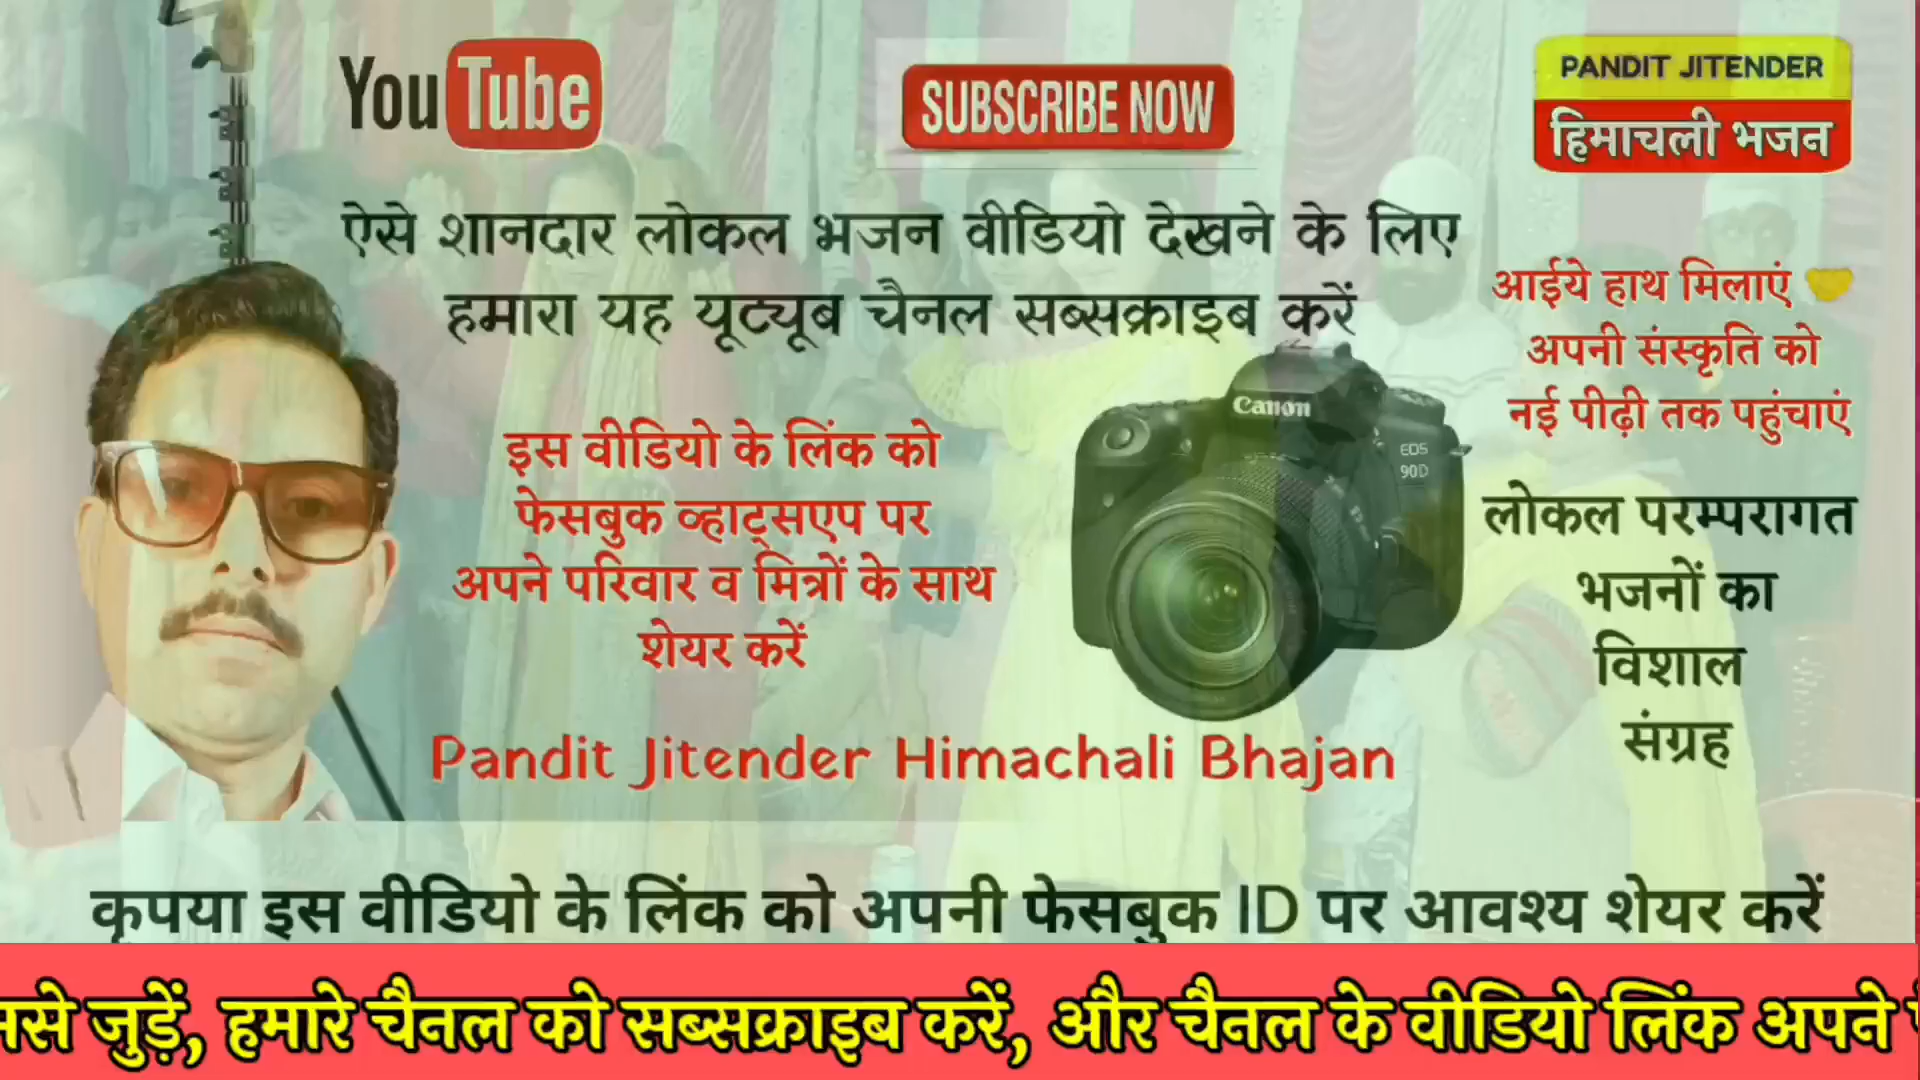 YouTube
SUBSCRIBE NOW
PANDIT JITENDER
हिमाचली भजन
ऐसे शानदार लोकल भजन वीडियो देखने के लिए
हमारा यह यूट्यूब चैनल सब्सक्राइब करें
आईये हाथ मिलाएं
अपनी संस्कृति को
नई पीढ़ी तक पहुंचाएं
इस वीडियो के लिंक को
फेसबुक व्हाट्सएप पर
अपने परिवार व मित्रों के साथ
शेयर करें
Canon
EOS
90D
लोकल परम्परागत
भजनों का
विशाल
संग्रह
Pandit Jitender Himachali Bhajan
कृपया इस वीडियो के लिंक को अपनी फेसबुक ID पर आवश्य शेयर करें
जुड़ें, हमारे चैनल को सब्सक्राइब करें, और चैनल के वीडियो लिंक अपने